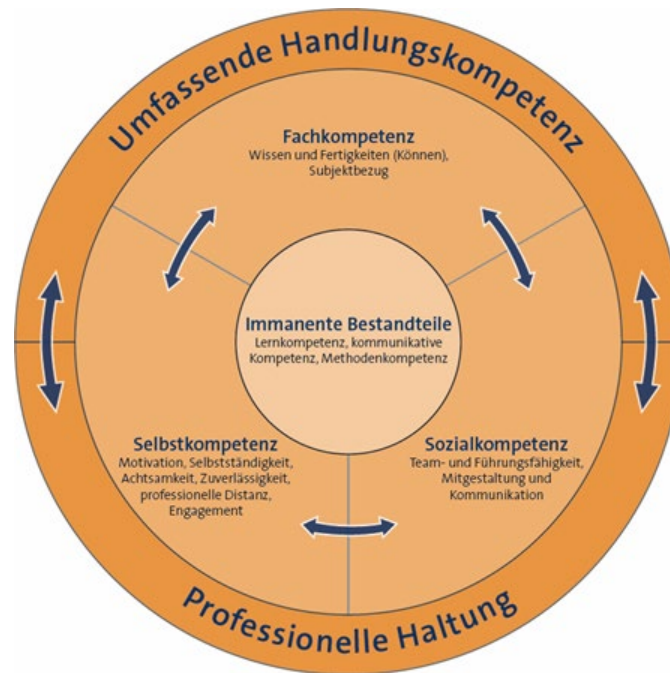 Umfassende Handlungskompetenz
Fachkompetenz
Wissen und Fertigkeiten (Können),
Subjektbezug
Immanente Bestandteile
Lernkompetenz, kommunikative
Kompetenz, Methodenkompetenz
Selbstkompetenz
Motivation, Selbstständigkeit,
Achtsamkeit, Zuverlässigkeit,
professionelle Distanz,
Engagement
Sozialkompetenz
Team- und Führungsfähigkeit,
Mitgestaltung und
Kommunikation
Professionelle Haltung